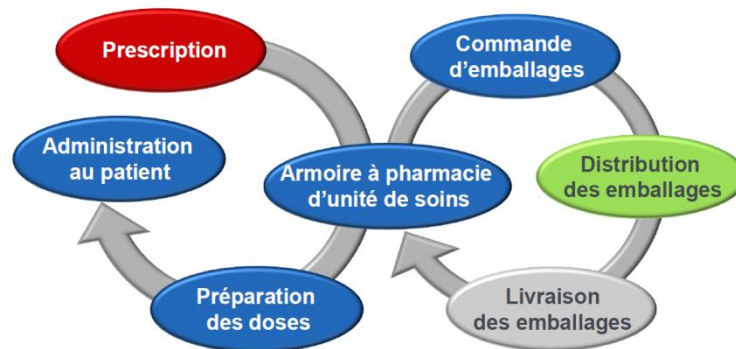 Prescription
Commande
d'emballages
Administration
au patient
Armoire à pharmacie
d'unité de soins
Distribution
des emballages
Préparation
des doses
Livraison
des emballages